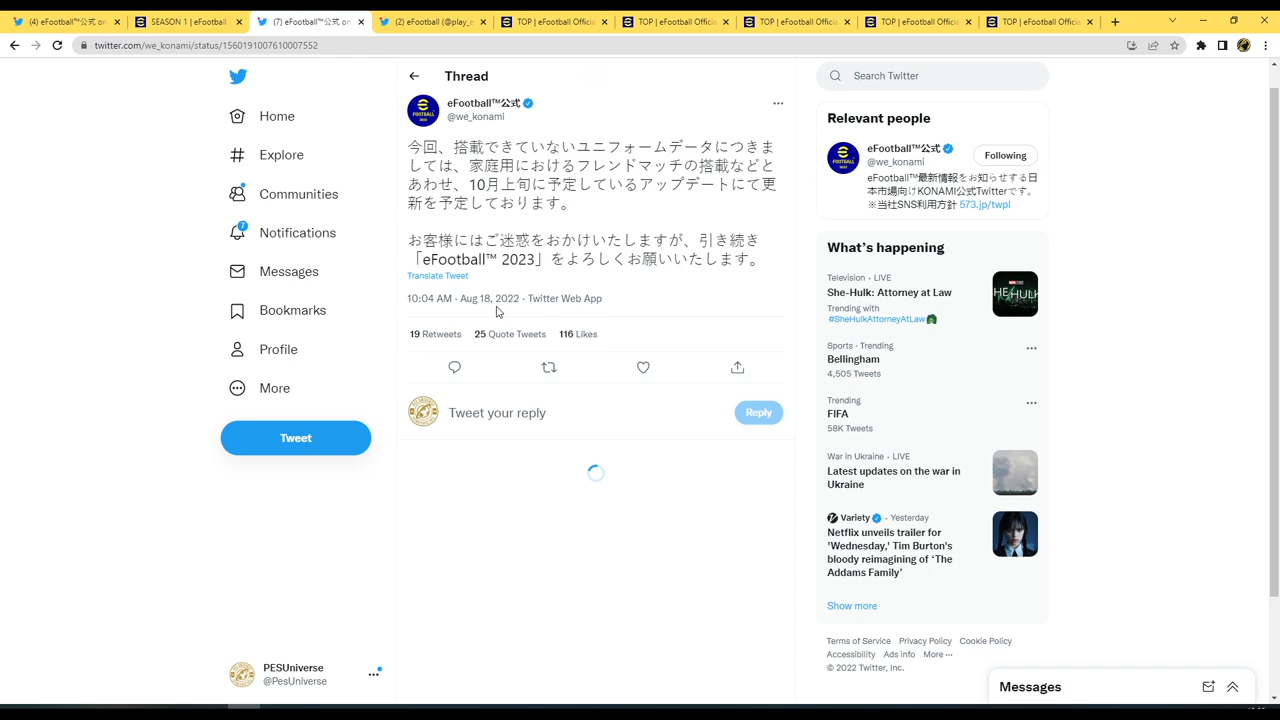 (4) eFootball™公式 on
SEASON 1 | eFootball
(7) eFootball™公式 on
(2) eFootball (@play_e
TOP | eFootball Official
TOP | eFootball Officia
TOP | eFootball Officia
TOP | eFootball Officia
TOP | eFootball Officia
twitter.com/we_konami/status/1560191007610007552
Home
Explore
Communities
7
Notifications
Messages
Bookmarks
Profile
More
Tweet
PESUniverse
@PesUniverse
Thread
eFootball™公式
@we_konami
今回、搭載できていないユニフォームデータにつきま
しては、家庭用におけるフレンドマッチの搭載などと
あわせ、10月上旬に予定しているアップデートにて更
新を予定しております。
お客様にはご迷惑をおかけいたしますが、引き続き
「eFootball™ 2023」をよろしくお願いいたします。
Translate Tweet
10:04 AM · Aug 18, 2022 · Twitter Web App
19 Retweets 25 Quote Tweets 116 Likes
Tweet your reply
Reply
Search Twitter
Relevant people
eFootball™公式
@we_konami
Following
eFootball™最新情報をお知らせする日
本市場向けKONAMI公式Twitterです。
※当社SNS利用方針 573.jp/twpl
What's happening
Television · LIVE
She-Hulk: Attorney at Law
Trending with
#SheHulkAttorneyAtLaw
Sports · Trending
Bellingham
4,505 Tweets
Trending
FIFA
58K Tweets
War in Ukraine · LIVE
Latest updates on the war in
Ukraine
Variety · Yesterday
Netflix unveils trailer for
'Wednesday,' Tim Burton's
bloody reimagining of ‘The
Addams Family’
Show more
Terms of Service Privacy Policy Cookie Policy
Accessibility Ads info More ···
© 2022 Twitter, Inc.
Messages